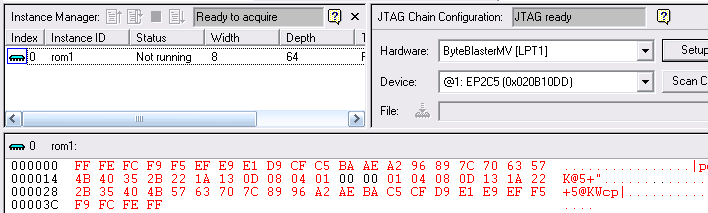 Instance Manager: Ready to acquire
Index Instance ID Status Width Depth T
0 rom1 Not running 8 64 F
JTAG Chain Configuration: JTAG ready
Hardware: ByteBlasterMV [LPT1] Setup
Device: @1: EP2C5 (0x020B10DD) Scan C
File:
0 rom1:
000000 FF FE FC F9 F5 EF E9 E1 D9 CF C5 BA AE A2 96 89 7C 70 63 57 ................|p
000014 4B 40 35 2B 22 1A 13 0D 08 04 01 00 00 01 04 08 0D 13 1A 22 K@5+"...............
000028 2B 35 40 4B 57 63 70 7C 89 96 A2 AE BA C5 CF D9 E1 E9 EF F5 +5@KWcp|............
00003C F9 FC FE FF ....